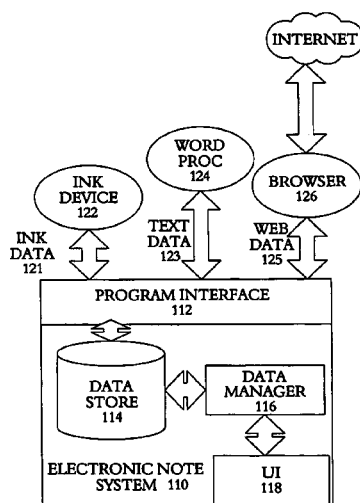 INTERNET
WORD
PROC
124
INK
DEVICE
122
BROWSER
126
INK
DATA
121
TEXT
DATA
123
WEB
DATA
125
PROGRAM INTERFACE
112
DATA
STORE
114
DATA
MANAGER
116
ELECTRONIC NOTE
SYSTEM 110
UI
118